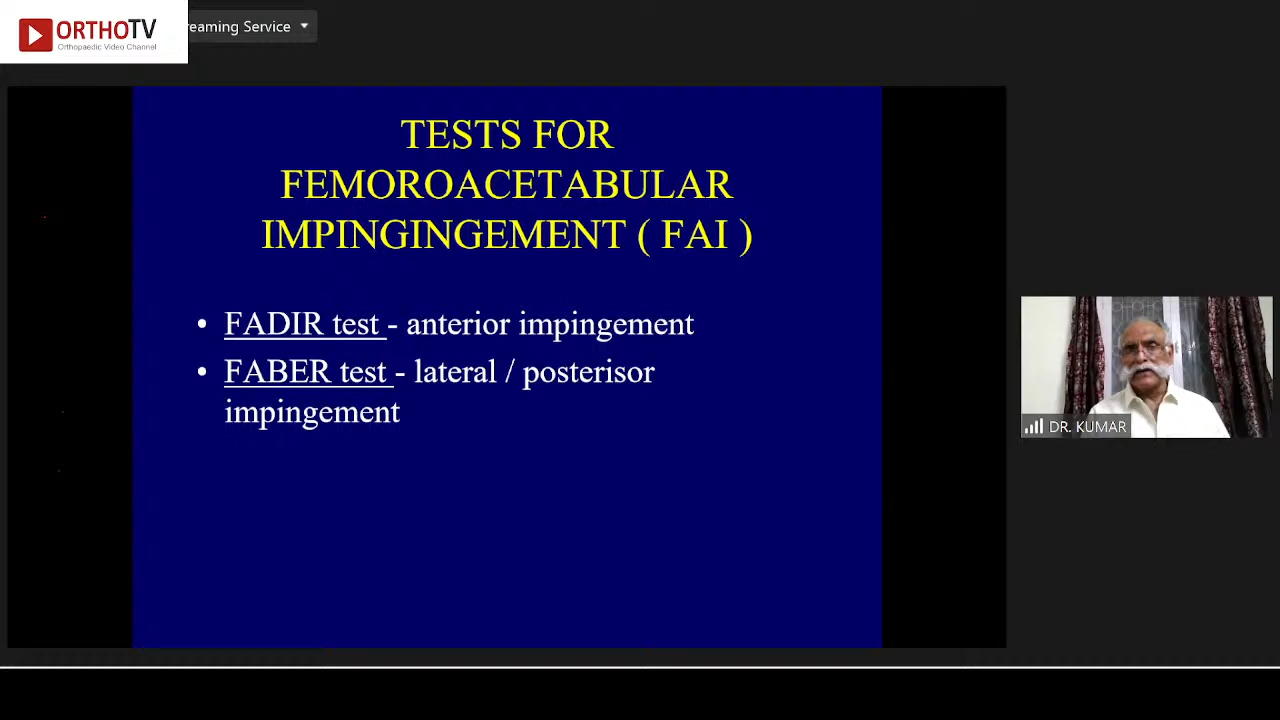 ORTHOTV
Orthopaedic Video Channel
reaming Service
TESTS FOR
FEMOROACETABULAR
IMPINGINGEMENT ( FAI )
• FADIR test - anterior impingement
• FABER test - lateral / posterisor
impingement
DR. KUMAR